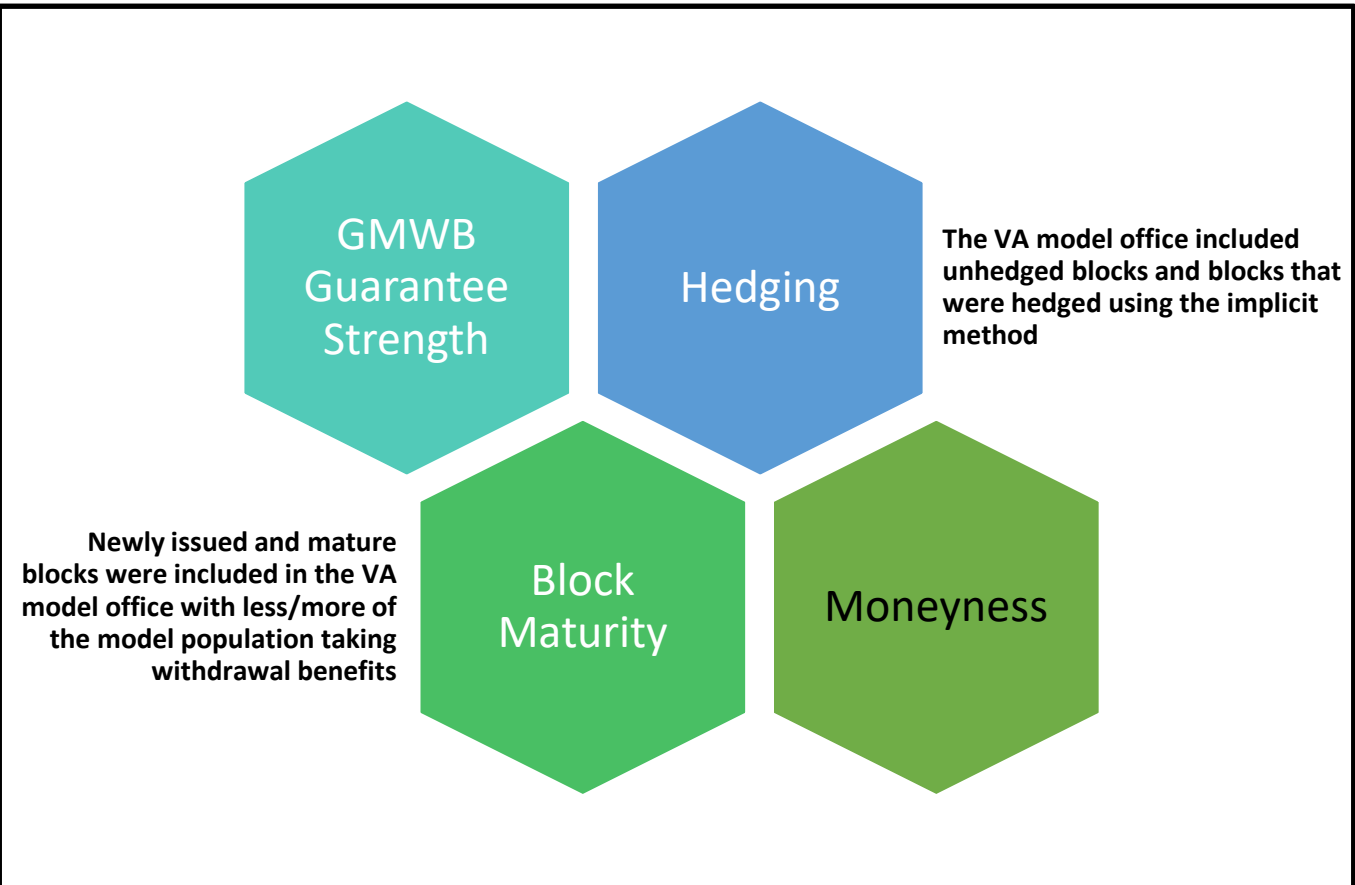 GMWB
Guarantee
Strength
Hedging
The VA model office included
unhedged blocks and blocks that
were hedged using the implicit
method
Newly issued and mature
blocks were included in the VA
model office with less/more of
the model population taking
withdrawal benefits
Block
Maturity
Moneyness